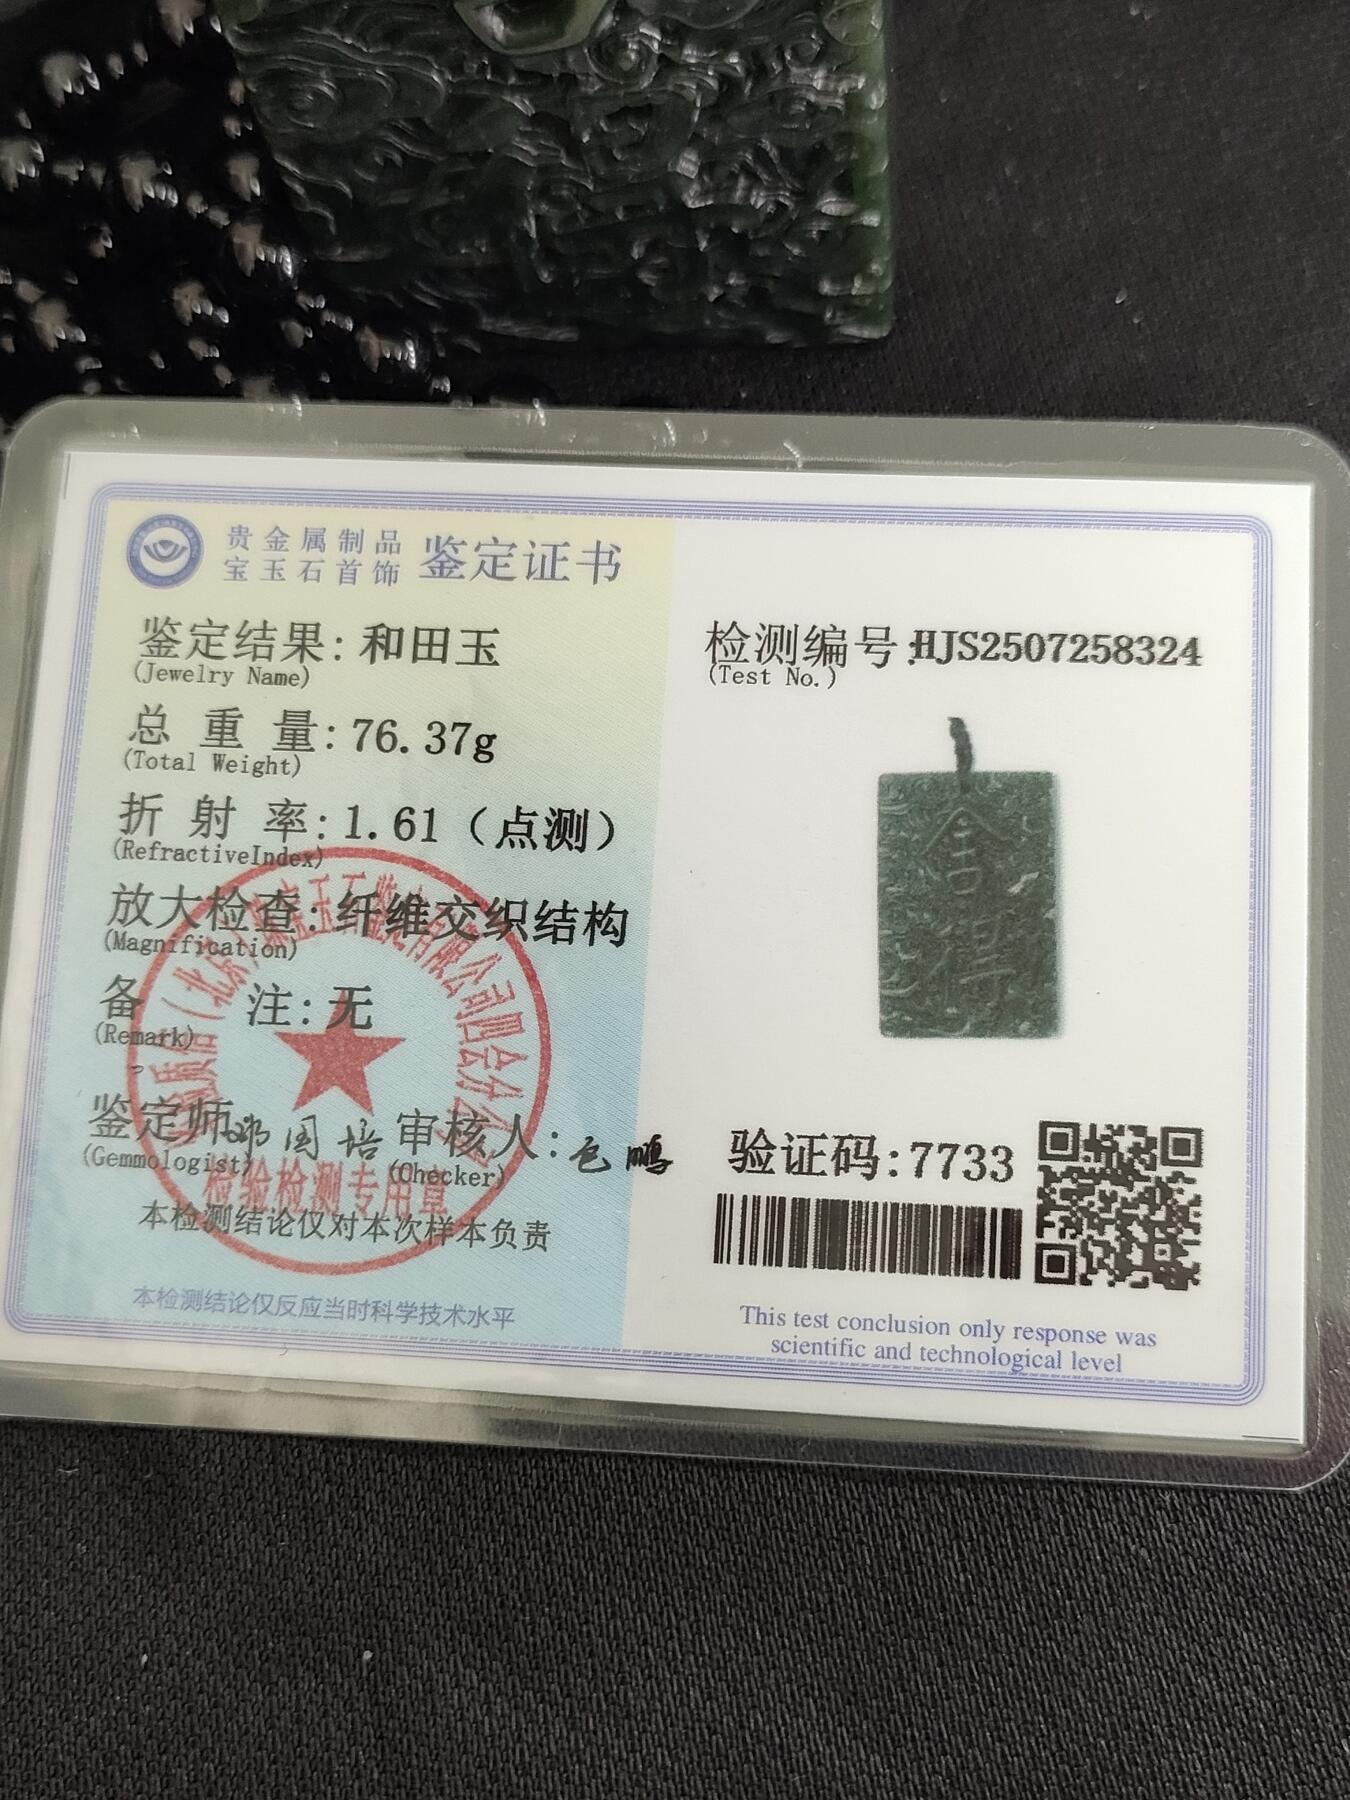 贵金属制品
宝玉石首饰
鉴定证书
鉴定结果:和田玉
(Jewelry Name)
总重量:76.37g
(Total Weight)
折射率:1.61(点测)
(RefractiveIndex)
放大检查:纤维交织结构
(Magnification)
备注:无
(Remark)
鉴定师 国培 审核人:包鹏
(Gemmologist) (Checker)
检验检测专用章
本检测结论仅对本次样本负责
本检测结论仅反应当时科学技术水平
检测编号:HJS2507258324
(Test No.)
舍得
验证码:7733
This test conclusion only response was
scientific and technological level